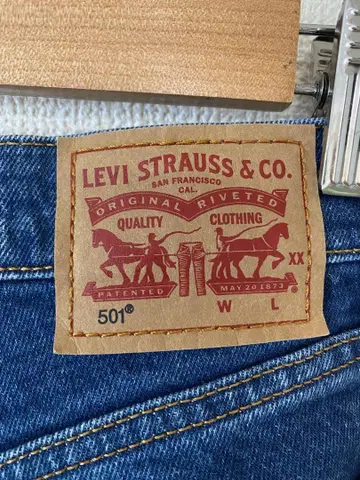 LEVI STRAUSS & CO.
SAN FRANCISCO
CAL.
ORIGINAL RIVETED
QUALITY CLOTHING
XX
PATENTED MAY 20 1873
501® W L
®